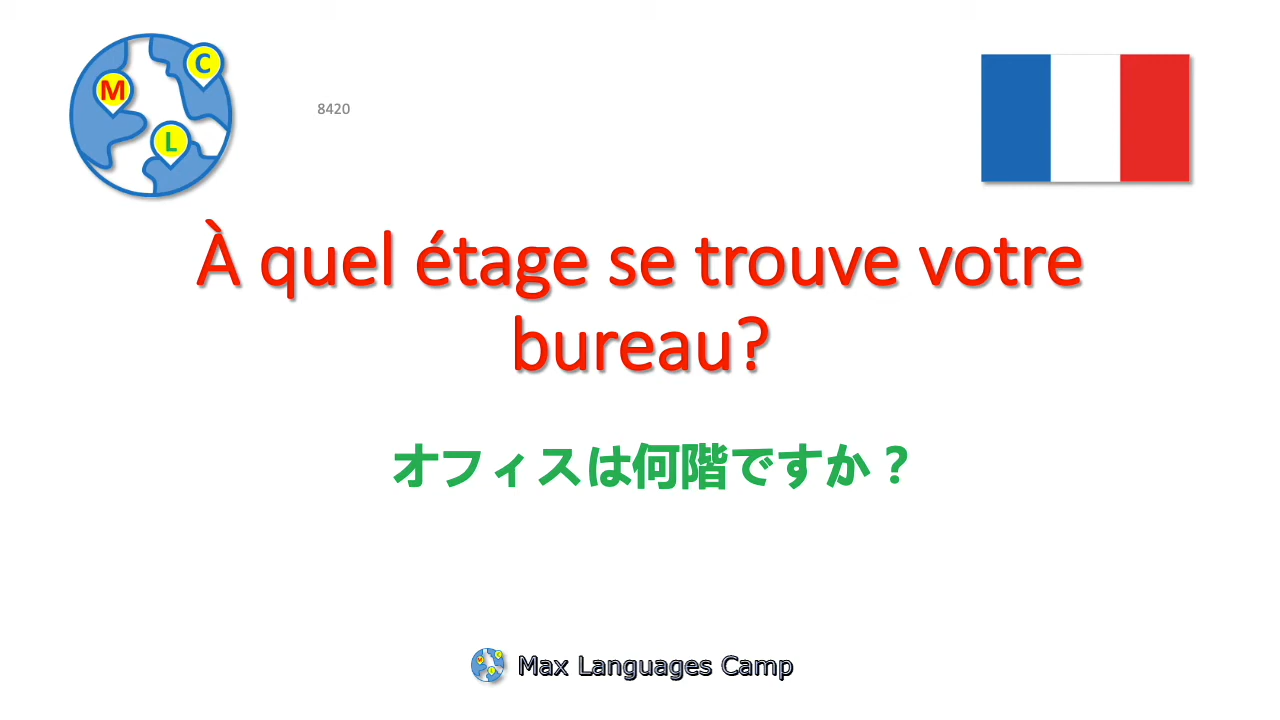 M
C
L
8420
À quel étage se trouve votre
bureau?
オフィスは何階ですか？
Max Languages Camp